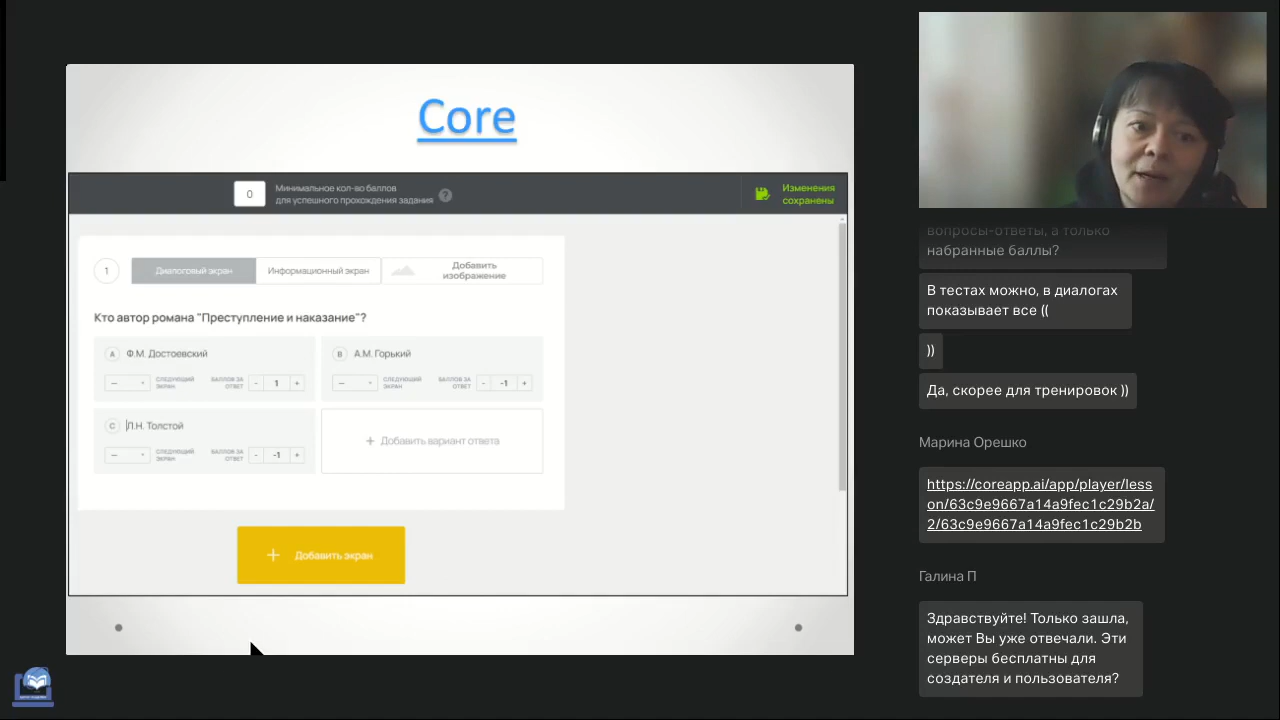 Core
0
Минимальное кол-во баллов
для успешного прохождения задания
?
Изменения
сохранены
1
Диалоговый экран
Информационный экран
Добавить
изображение
Кто автор романа "Преступление и наказание"?
A Ф.М. Достоевский
— СЛЕДУЮЩИЙ
ЭКРАН
БАЛЛОВ ЗА
ОТВЕТ
- 1 +
B А.М. Горький
— СЛЕДУЮЩИЙ
ЭКРАН
БАЛЛОВ ЗА
ОТВЕТ
- -1 +
C Л.Н. Толстой
— СЛЕДУЮЩИЙ
ЭКРАН
БАЛЛОВ ЗА
ОТВЕТ
- -1 +
+ Добавить вариант ответа
+ Добавить экран
вопросы-ответы, а только
набранные баллы?
В тестах можно, в диалогах
показывает все ((
))
Да, скорее для тренировок ))
Марина Орешко
https://coreapp.ai/app/player/less
on/63c9e9667a14a9fec1c29b2a/
2/63c9e9667a14a9fec1c29b2b
Галина П
Здравствуйте! Только зашла,
может Вы уже отвечали. Эти
серверы бесплатны для
создателя и пользователя?